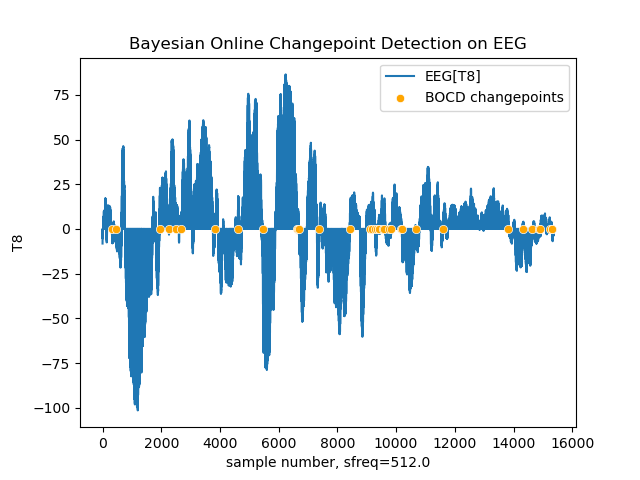 Bayesian Online Changepoint Detection on EEG
EEG[T8]
BOCD changepoints
75
50
25
0
−25
−50
−75
−100
T8
0 2000 4000 6000 8000 10000 12000 14000 16000
sample number, sfreq=512.0